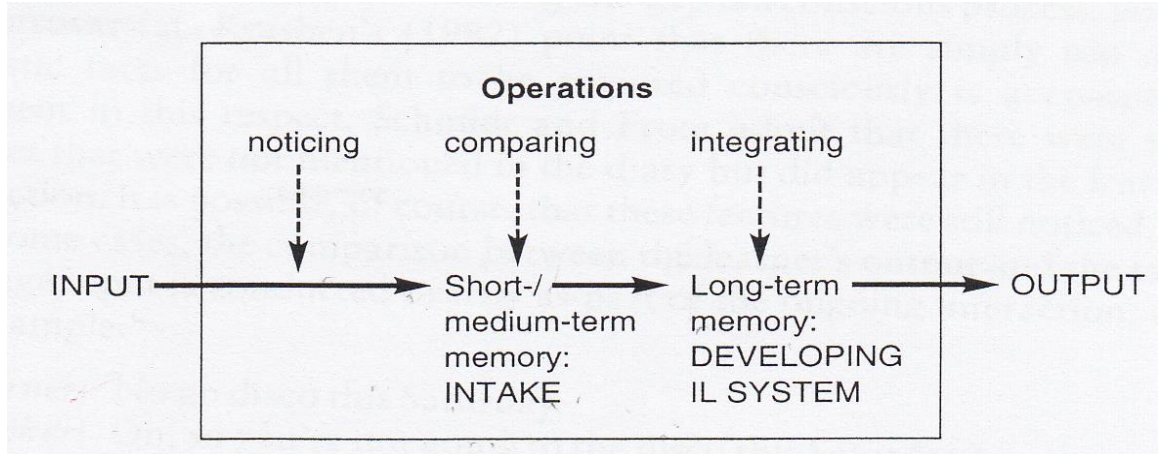 Operations
noticing comparing integrating
INPUT Short-/ Long-term OUTPUT
medium-term memory:
memory: DEVELOPING
INTAKE IL SYSTEM